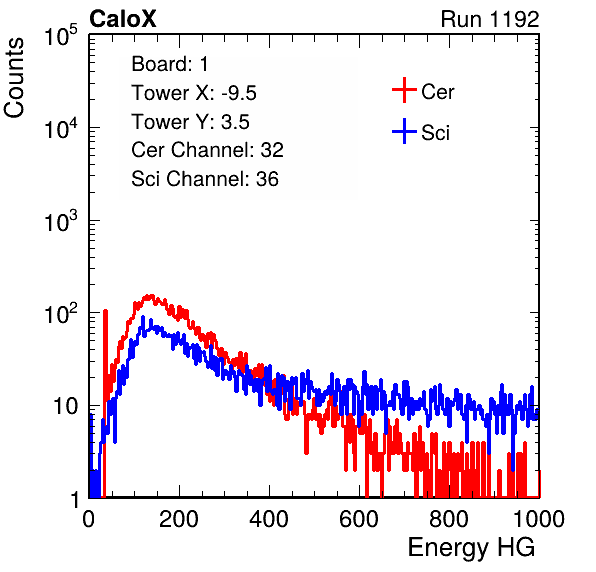 CaloX Run 1192
Counts
10^5
10^4
10^3
10^2
10
1
Board: 1
Tower X: -9.5
Tower Y: 3.5
Cer Channel: 32
Sci Channel: 36
Cer
Sci
0 200 400 600 800 1000
Energy HG